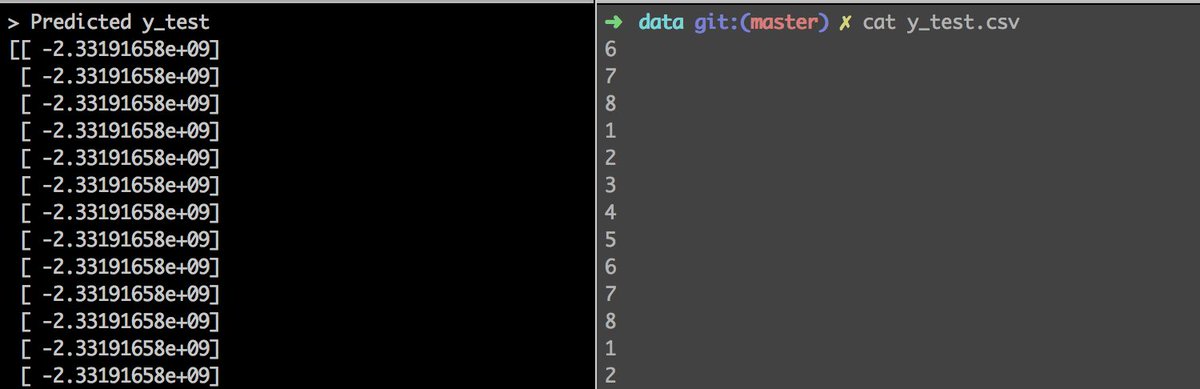 > Predicted y_test
[[ -2.33191658e+09]
[ -2.33191658e+09]
[ -2.33191658e+09]
[ -2.33191658e+09]
[ -2.33191658e+09]
[ -2.33191658e+09]
[ -2.33191658e+09]
[ -2.33191658e+09]
[ -2.33191658e+09]
[ -2.33191658e+09]
[ -2.33191658e+09]
[ -2.33191658e+09]
[ -2.33191658e+09]
➜ data git:(master) ✗ cat y_test.csv
6
7
8
1
2
3
4
5
6
7
8
1
2